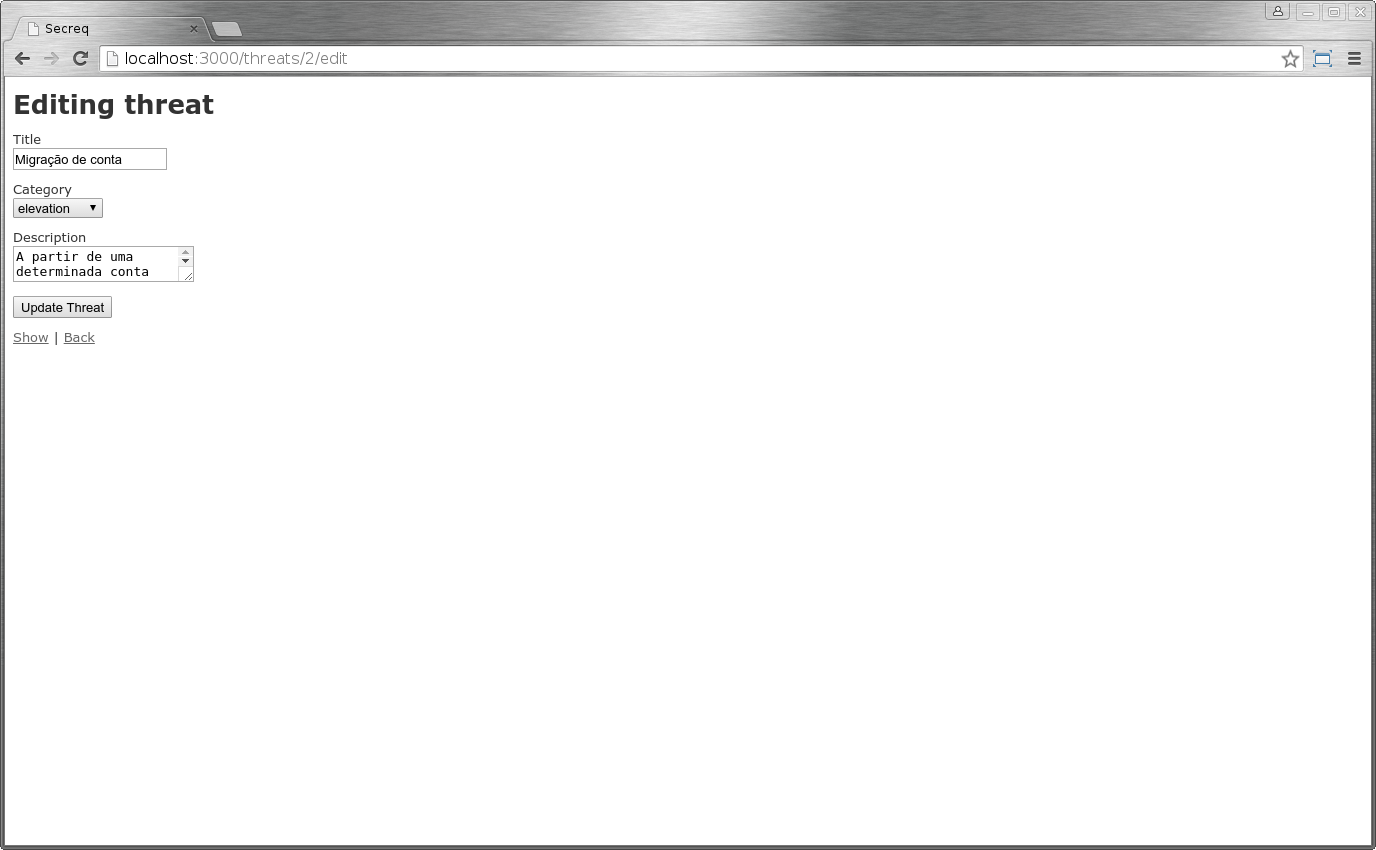 Secreq
localhost:3000/threats/2/edit
Editing threat
Title
Migração de conta
Category
elevation
Description
A partir de uma
determinada conta
Update Threat
Show | Back